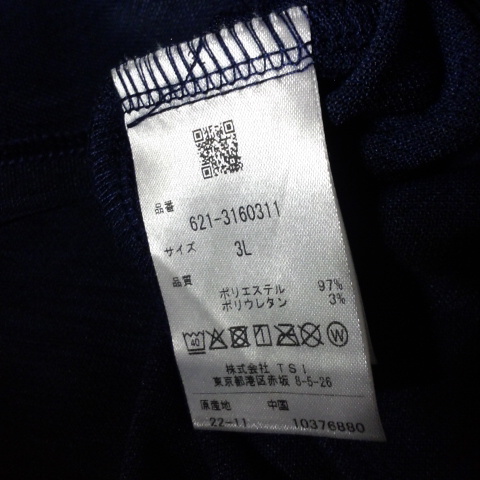 品番
621-3160311
サイズ 3L
品質
ポリエステル 97%
ポリウレタン 3%
40 W
株式会社 TSI
東京都港区赤坂 8-5-26
原産地 中国
22-11 10376880